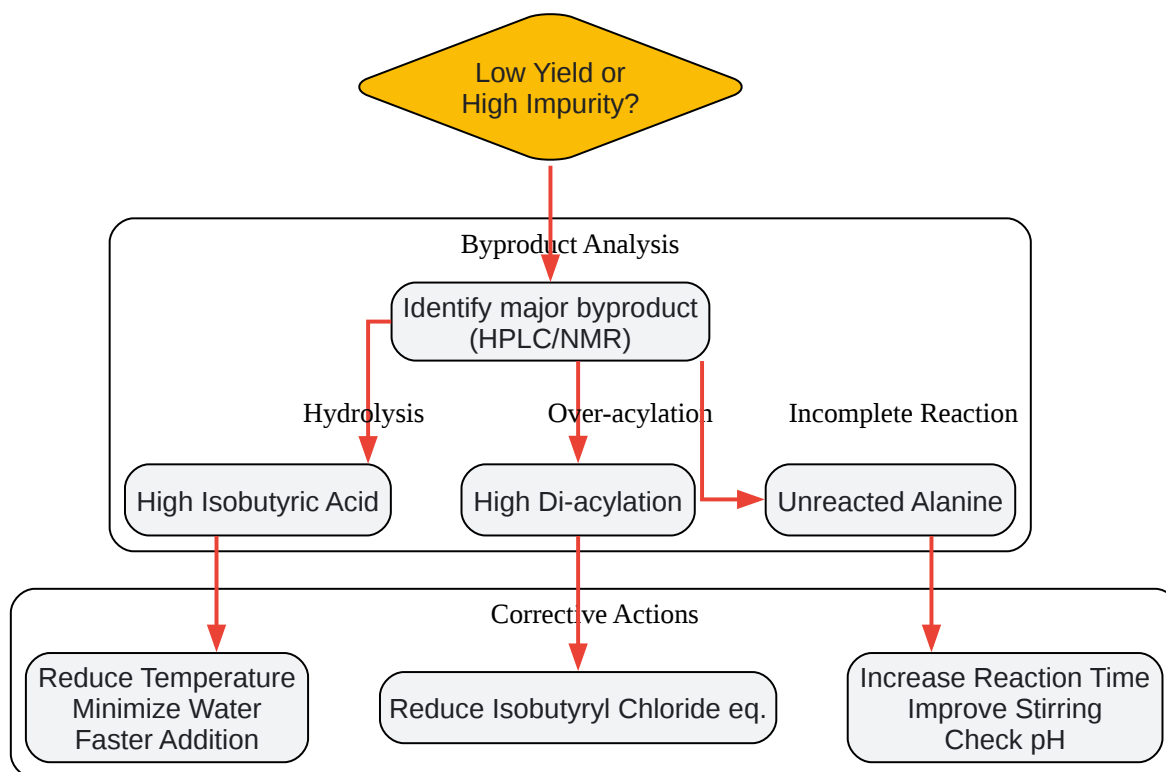 Low Yield or
High Impurity?
Byproduct Analysis
Identify major byproduct
(HPLC/NMR)
Hydrolysis
Over-acylation
Incomplete Reaction
High Isobutyric Acid
High Di-acylation
Unreacted Alanine
Corrective Actions
Reduce Temperature
Minimize Water
Faster Addition
Reduce Isobutyryl Chloride eq.
Increase Reaction Time
Improve Stirring
Check pH